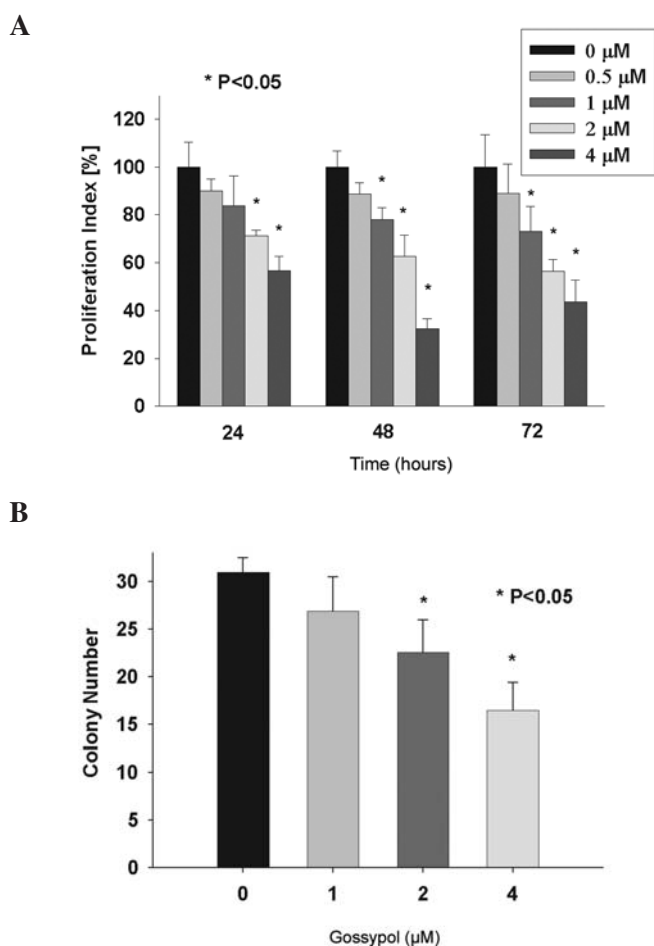 A
* P<0.05
0 µM
0.5 µM
1 µM
2 µM
4 µM
Proliferation Index [%]
120
100
80
60
40
20
0
* *
* * *
* * *
24 48 72
Time (hours)
B
Colony Number
30
25
20
15
10
5
0
* P<0.05
*
*
0 1 2 4
Gossypol (µM)